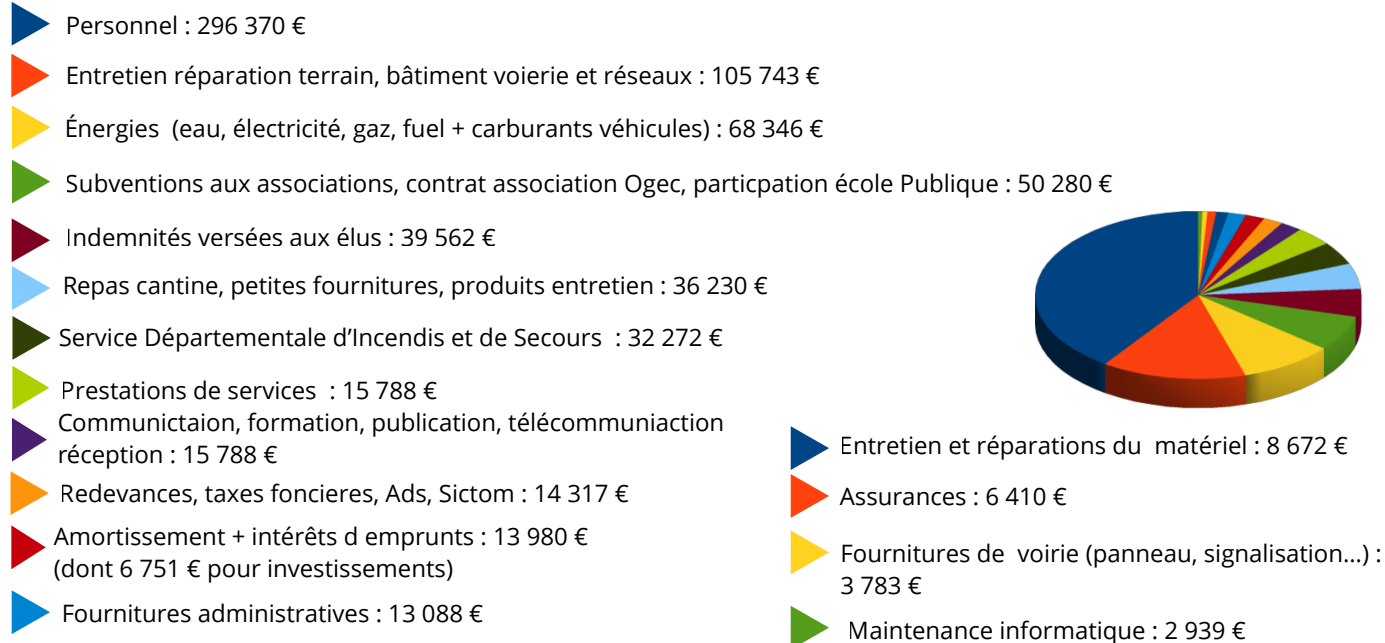 Personnel : 296 370 €
Entretien réparation terrain, bâtiment voierie et réseaux : 105 743 €
Énergies (eau, électricité, gaz, fuel + carburants véhicules) : 68 346 €
Subventions aux associations, contrat association Ogec, particpation école Publique : 50 280 €
Indemnités versées aux élus : 39 562 €
Repas cantine, petites fournitures, produits entretien : 36 230 €
Service Départementale d’Incendis et de Secours : 32 272 €
Prestations de services : 15 788 €
Communictaion, formation, publication, télécommuniaction
réception : 15 788 €
Redevances, taxes foncieres, Ads, Sictom : 14 317 €
Amortissement + intérêts d emprunts : 13 980 €
(dont 6 751 € pour investissements)
Fournitures administratives : 13 088 €
Entretien et réparations du matériel : 8 672 €
Assurances : 6 410 €
Fournitures de voirie (panneau, signalisation...) :
3 783 €
Maintenance informatique : 2 939 €